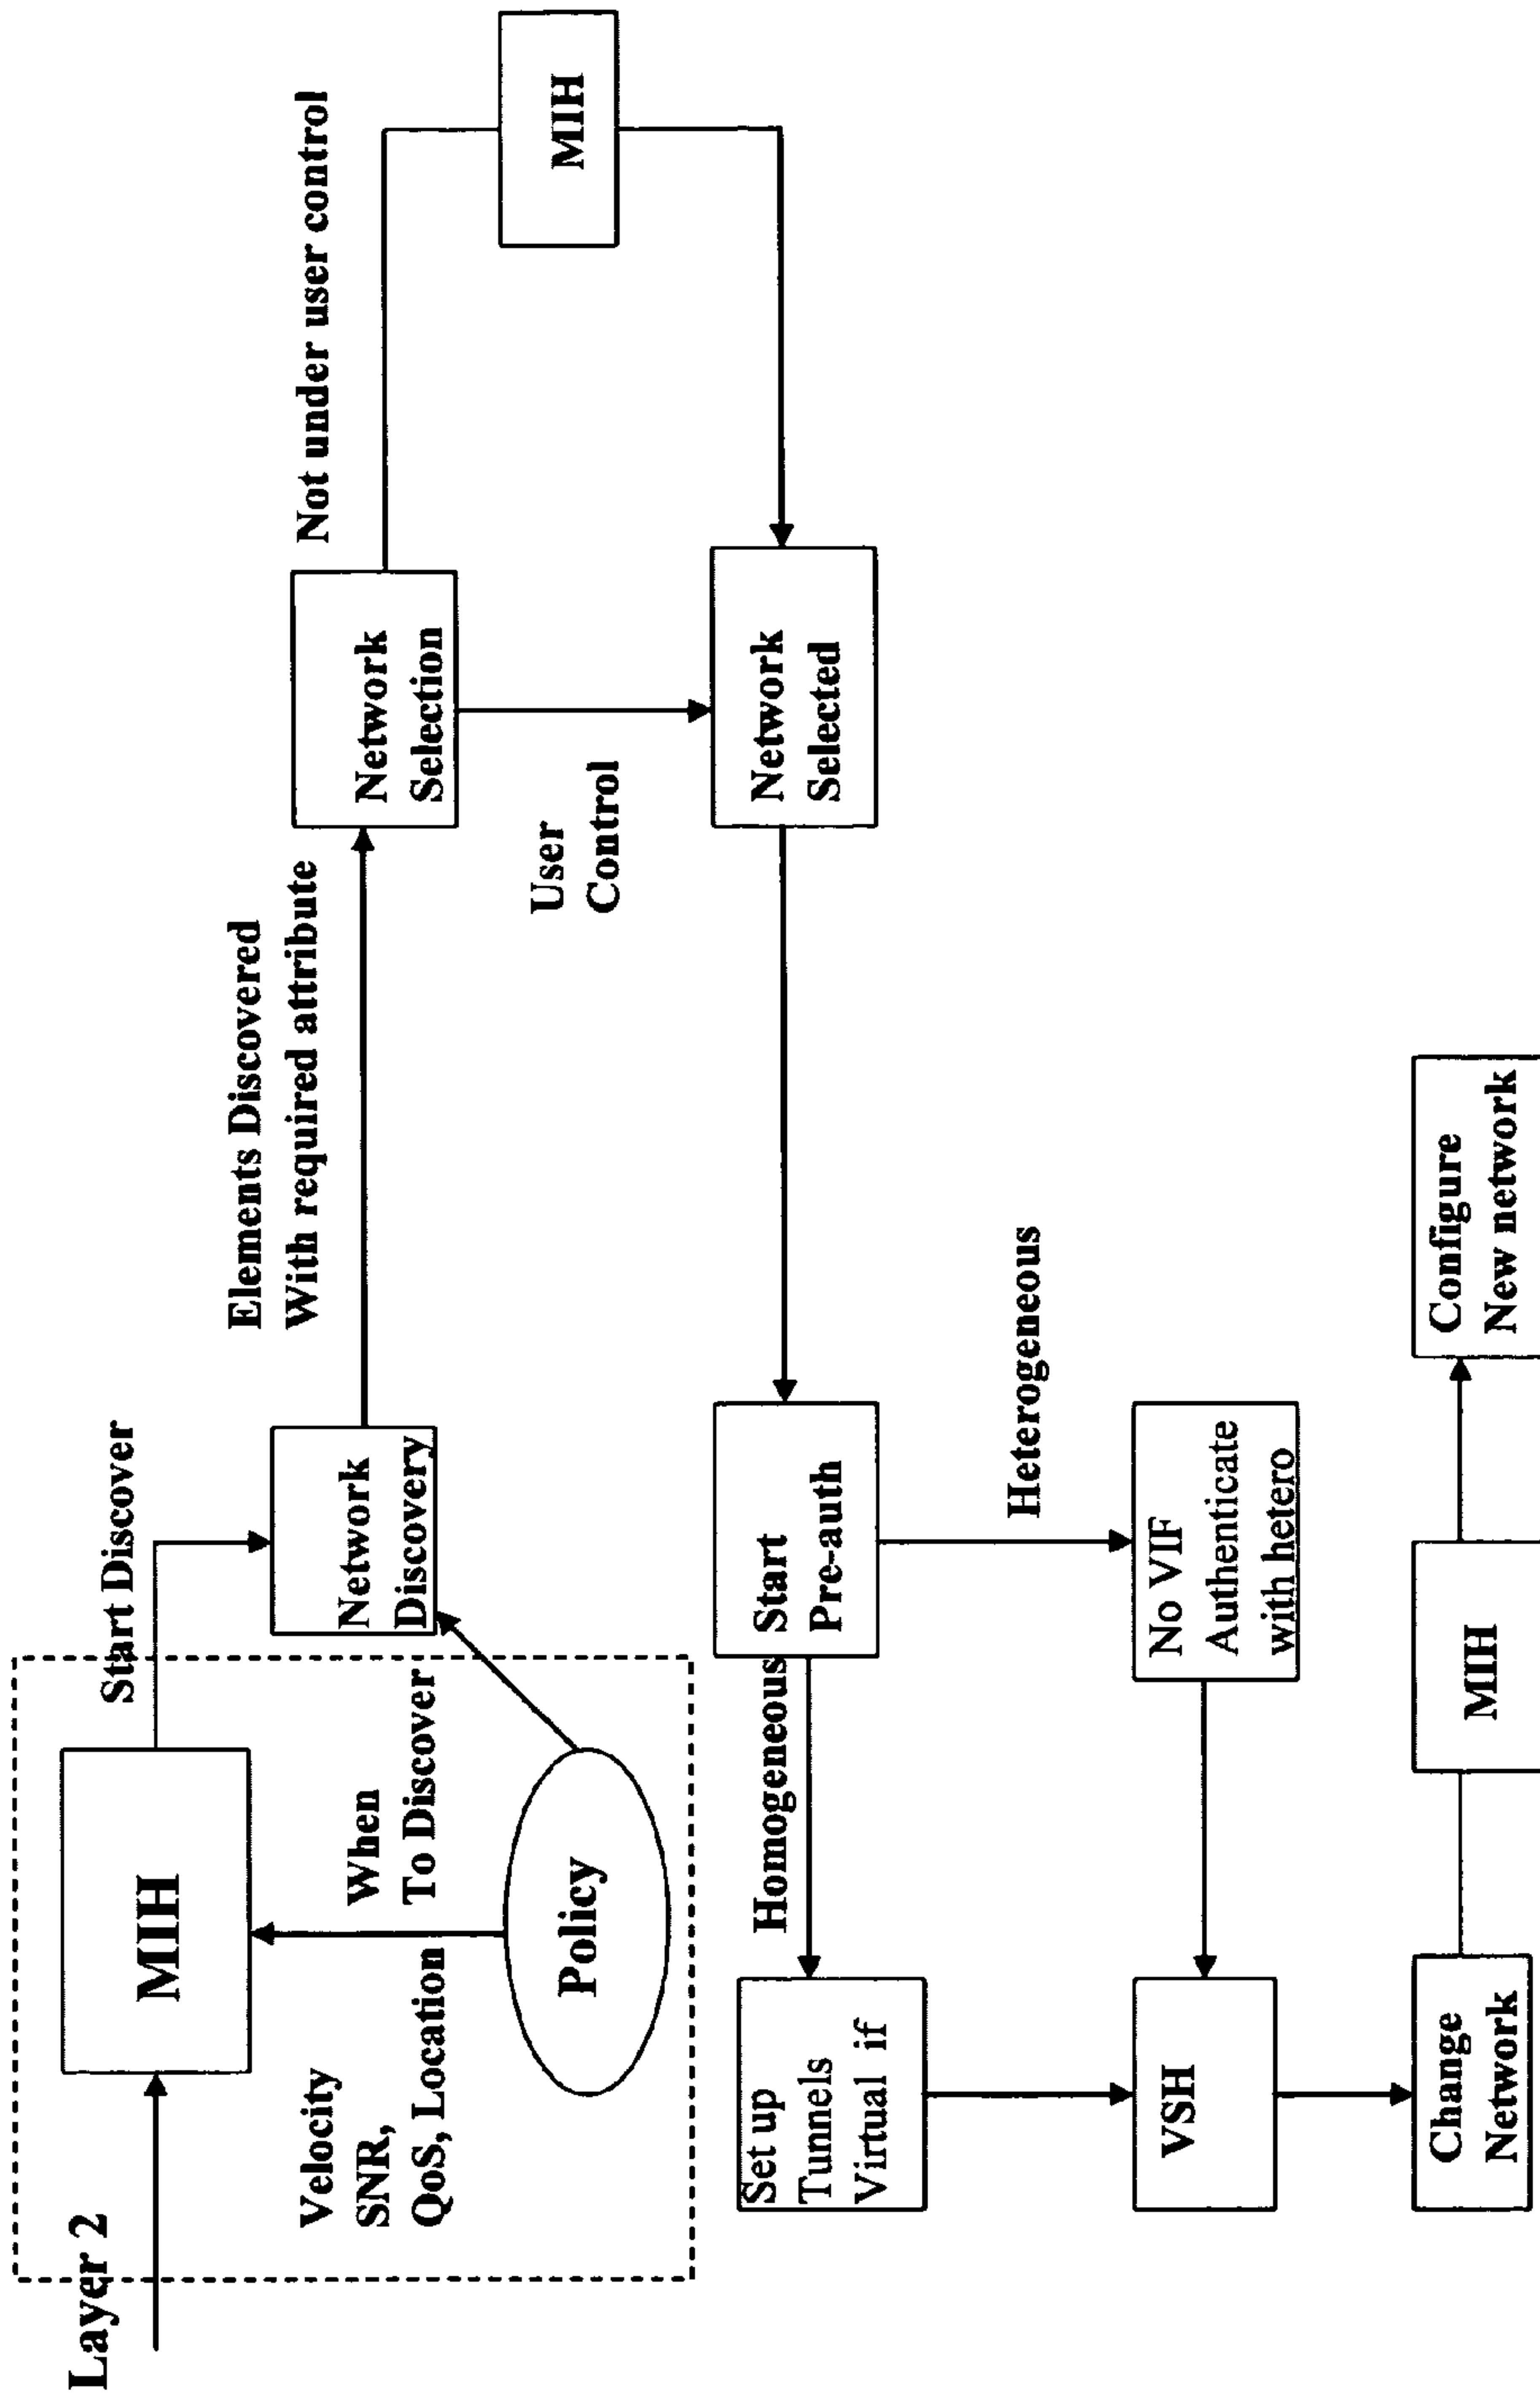 Layer 2
MIH
Start Discover
Velocity
SNR,
QoS, Location
When
To Discover
Policy
Network
Discovery
Elements Discovered
With required attribute
Network
Selection
Not under user control
MIH
User
Control
Network
Selected
Start
Pre-auth
Homogeneous
Heterogeneous
Set up
Tunnels
Virtual if
No VIF
Authenticate
with hetero
VSH
Change
Network
MIH
Configure
New network